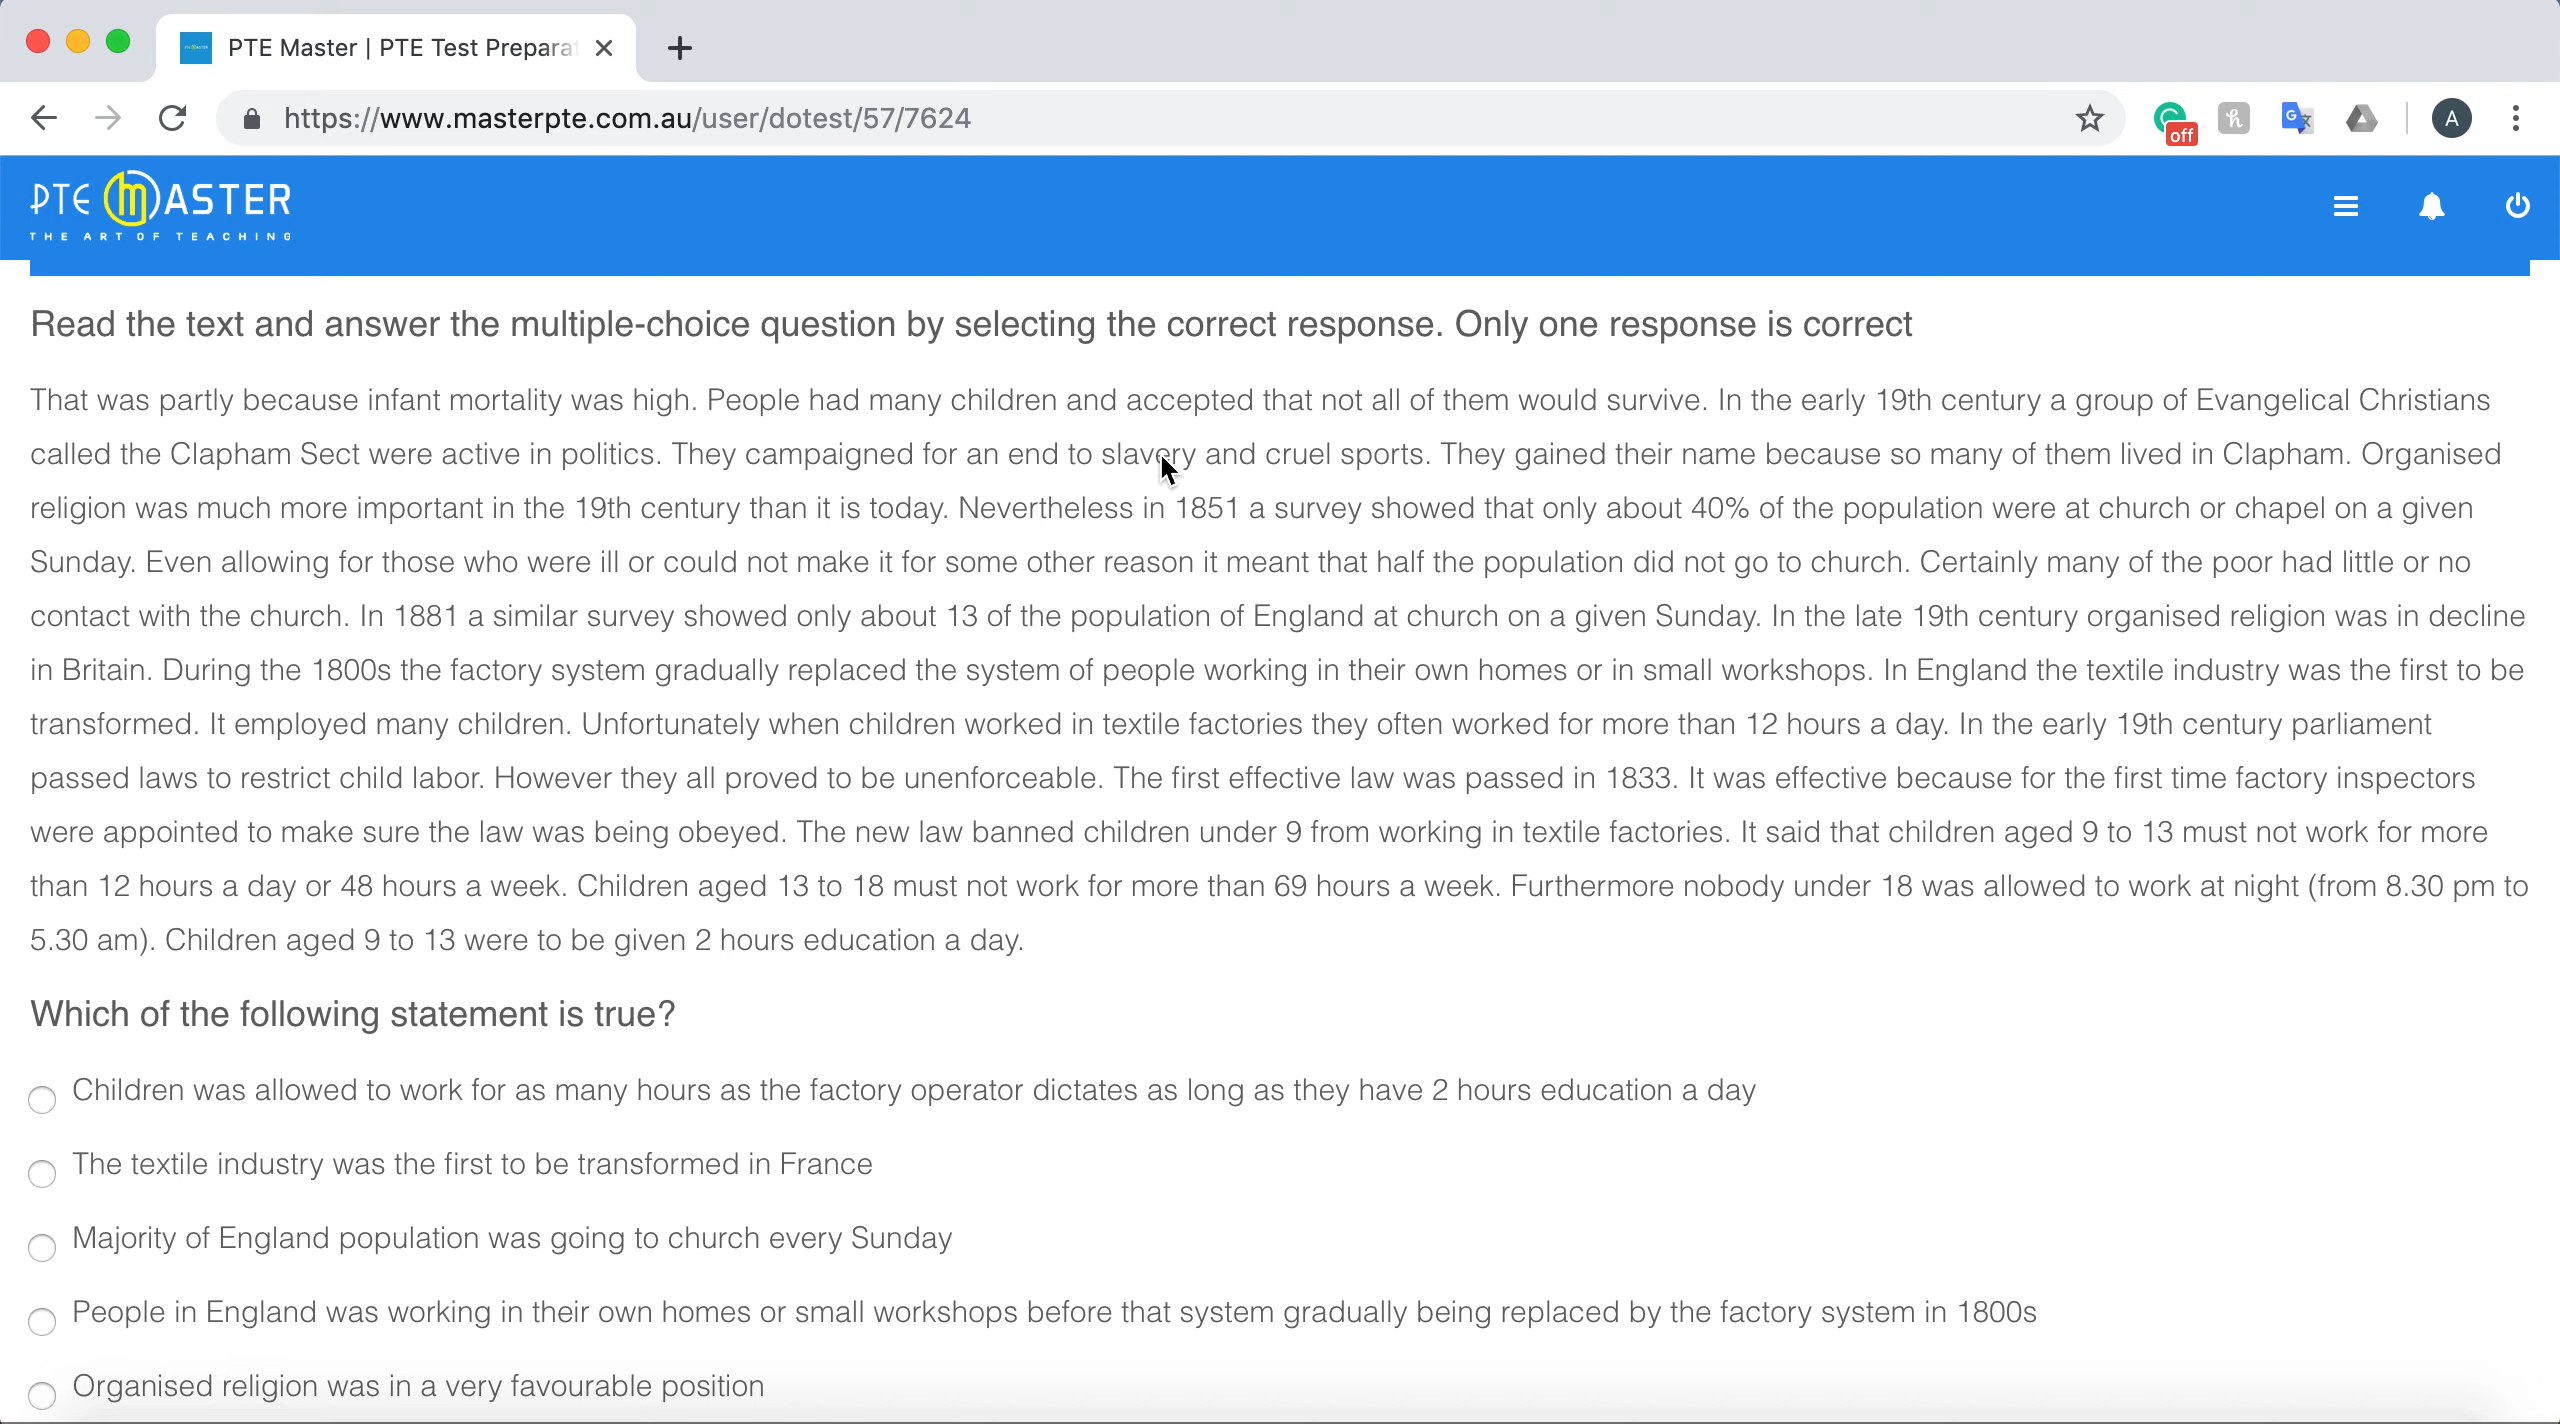 PTE Master | PTE Test Prepara
https://www.masterpte.com.au/user/dotest/57/7624
off
A
PTE MASTER
THE ART OF TEACHING
Read the text and answer the multiple-choice question by selecting the correct response. Only one response is correct
That was partly because infant mortality was high. People had many children and accepted that not all of them would survive. In the early 19th century a group of Evangelical Christians
called the Clapham Sect were active in politics. They campaigned for an end to slavery and cruel sports. They gained their name because so many of them lived in Clapham. Organised
religion was much more important in the 19th century than it is today. Nevertheless in 1851 a survey showed that only about 40% of the population were at church or chapel on a given
Sunday. Even allowing for those who were ill or could not make it for some other reason it meant that half the population did not go to church. Certainly many of the poor had little or no
contact with the church. In 1881 a similar survey showed only about 13 of the population of England at church on a given Sunday. In the late 19th century organised religion was in decline
in Britain. During the 1800s the factory system gradually replaced the system of people working in their own homes or in small workshops. In England the textile industry was the first to be
transformed. It employed many children. Unfortunately when children worked in textile factories they often worked for more than 12 hours a day. In the early 19th century parliament
passed laws to restrict child labor. However they all proved to be unenforceable. The first effective law was passed in 1833. It was effective because for the first time factory inspectors
were appointed to make sure the law was being obeyed. The new law banned children under 9 from working in textile factories. It said that children aged 9 to 13 must not work for more
than 12 hours a day or 48 hours a week. Children aged 13 to 18 must not work for more than 69 hours a week. Furthermore nobody under 18 was allowed to work at night (from 8.30 pm to
5.30 am). Children aged 9 to 13 were to be given 2 hours education a day.
Which of the following statement is true?
Children was allowed to work for as many hours as the factory operator dictates as long as they have 2 hours education a day
The textile industry was the first to be transformed in France
Majority of England population was going to church every Sunday
People in England was working in their own homes or small workshops before that system gradually being replaced by the factory system in 1800s
Organised religion was in a very favourable position